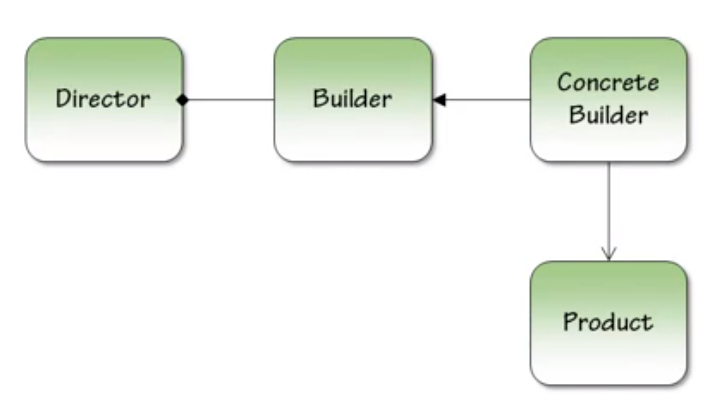 Director
Builder
Concrete
Builder
Product